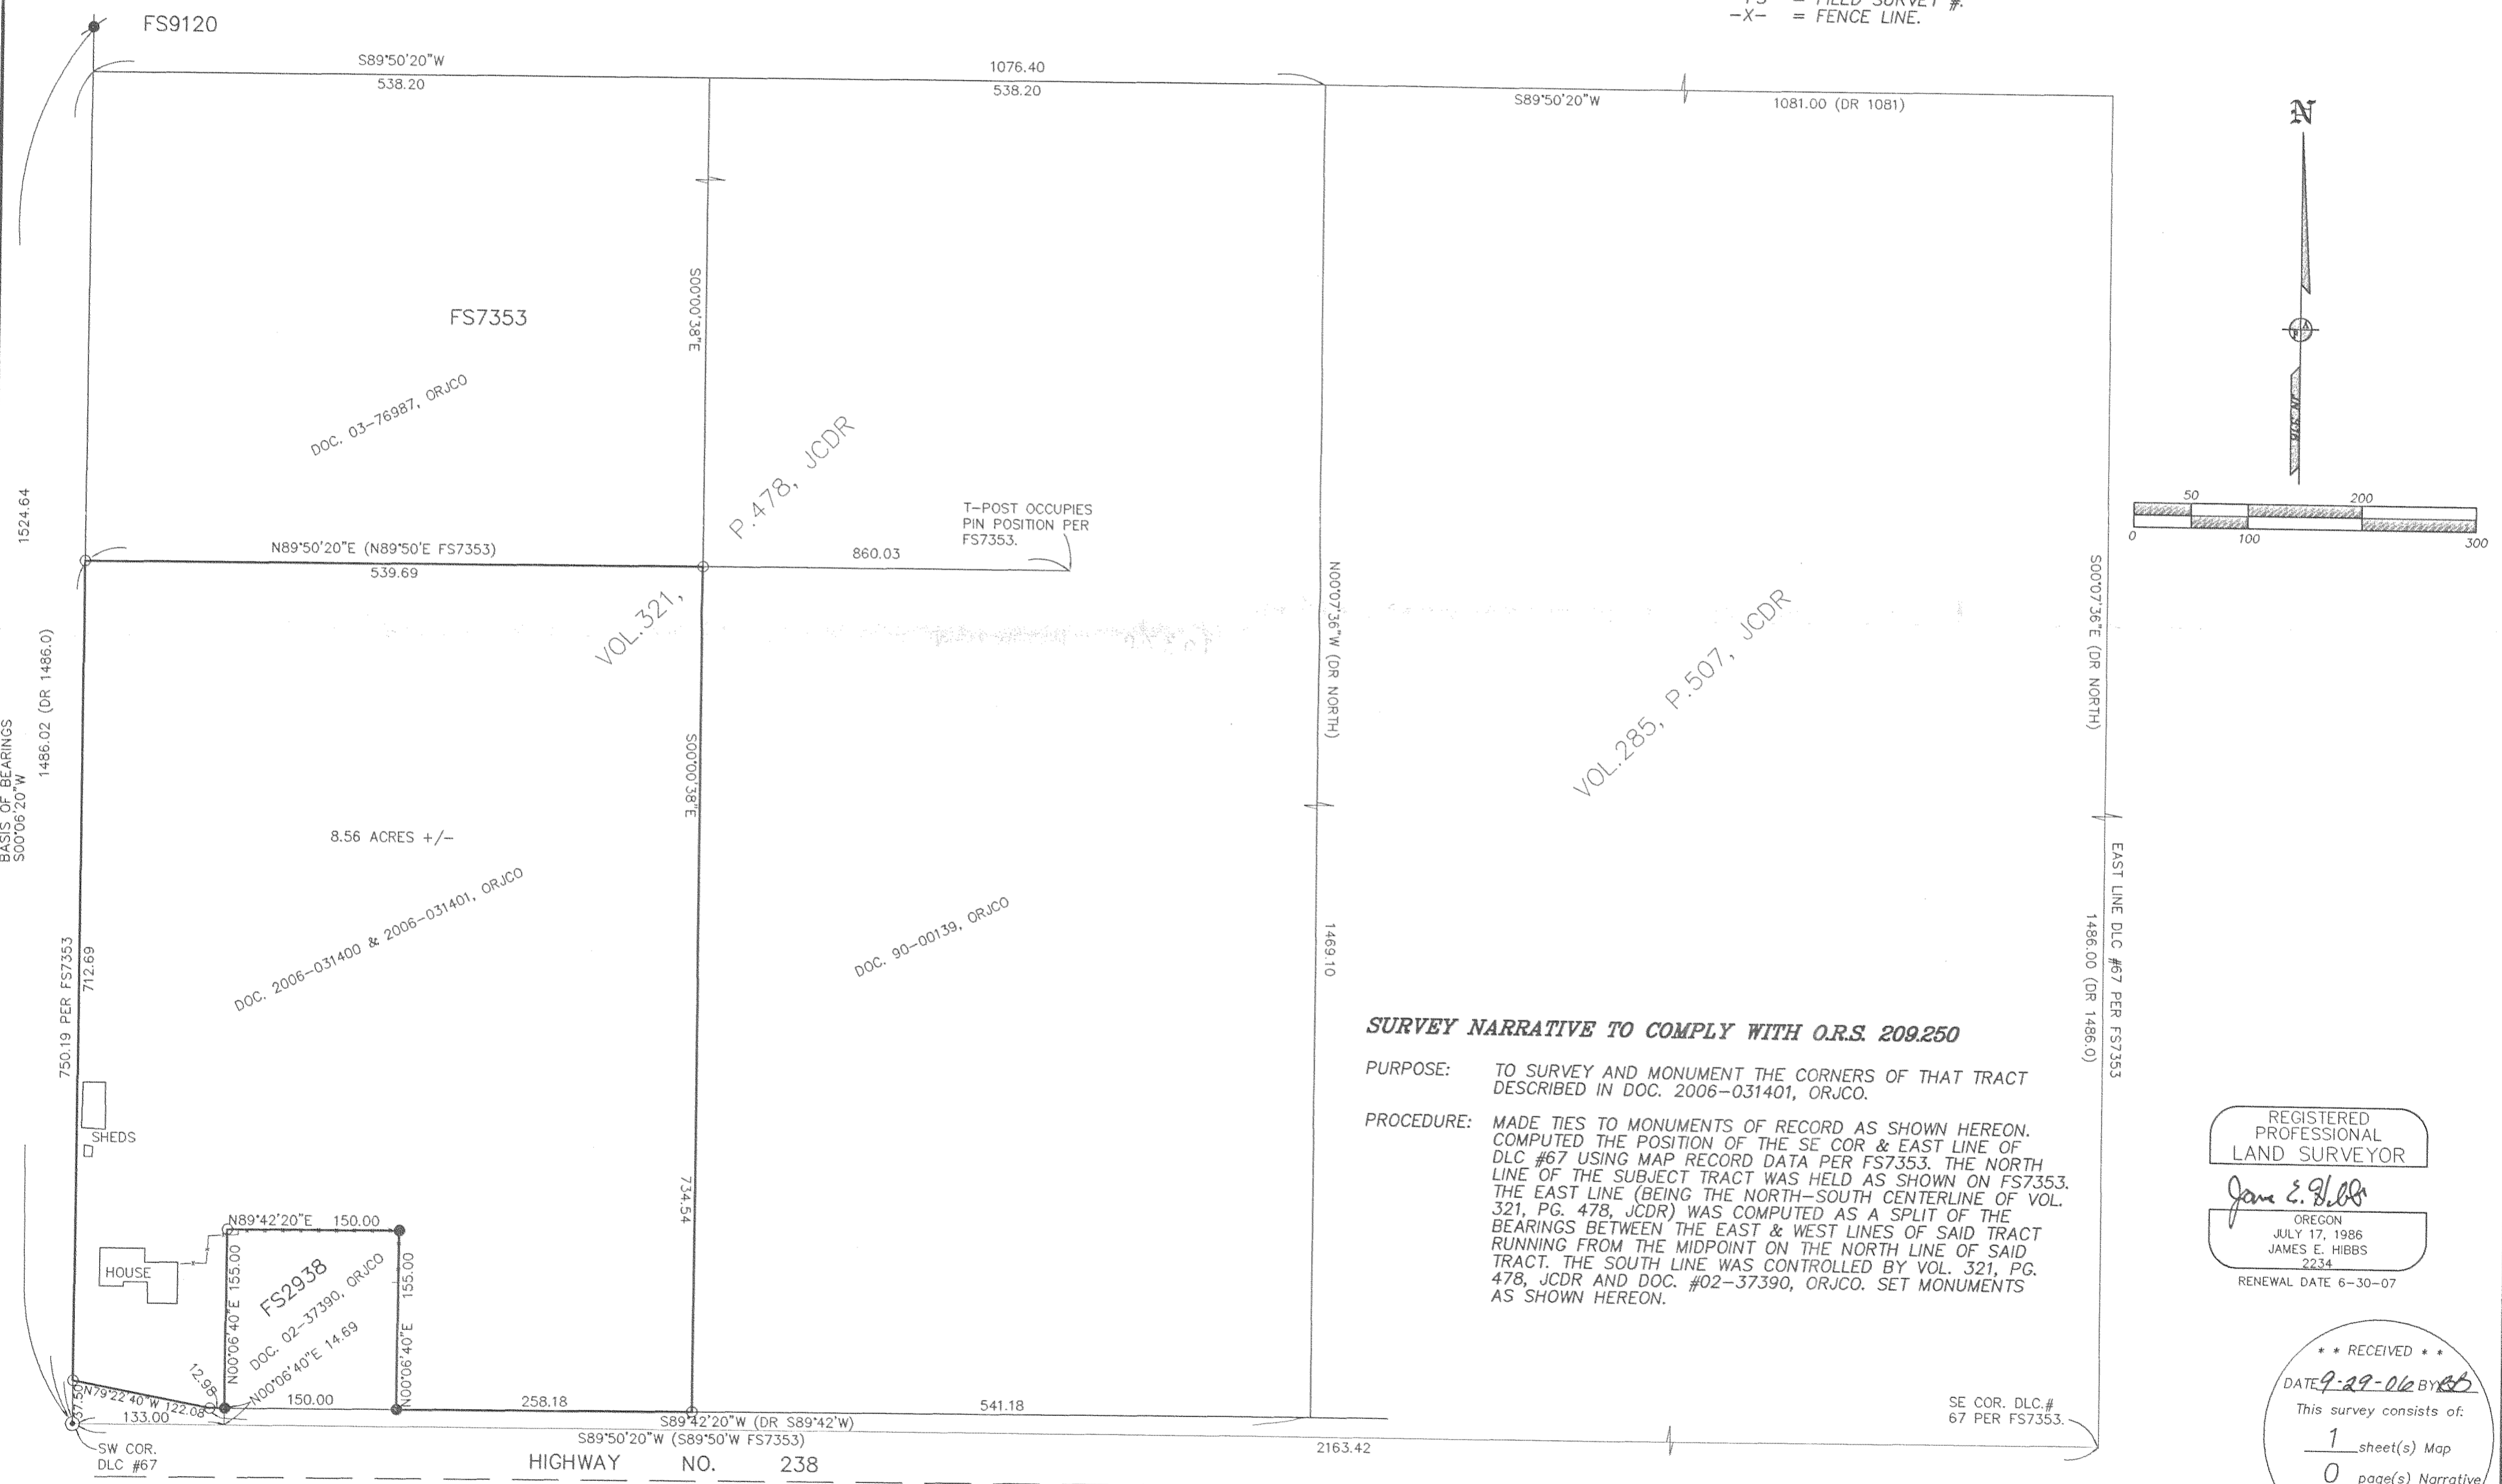 = FILED SURVEY #.
-X- = FENCE LINE.
FS9120
S89°50'20"W
538.20
1076.40
538.20
S89°50'20"W
1081.00 (DR 1081)
N
S00°00'38"E
FS7353
DOC. 03-76987, ORJCO
P.478, JCDR
VOL.321,
1524.64
T-POST OCCUPIES
PIN POSITION PER
FS7353.
N89°50'20"E (N89°50'E FS7353)
539.69
860.03
50 200
0 100 300
N00°07'36"W (DR NORTH)
S00°07'36"E (DR NORTH)
VOL.285, P.507, JCDR
1486.02 (DR 1486.0)
BASIS OF BEARINGS
S00°06'20"W
S00°00'38"E
8.56 ACRES +/-
DOC. 2006-031400 & 2006-031401, ORJCO
DOC. 90-00139, ORJCO
750.19 PER FS7353
712.69
1469.10
1486.00 (DR 1486.0)
EAST LINE DLC #67 PER FS7353
SURVEY NARRATIVE TO COMPLY WITH O.R.S. 209.250
PURPOSE: TO SURVEY AND MONUMENT THE CORNERS OF THAT TRACT
DESCRIBED IN DOC. 2006-031401, ORJCO.
PROCEDURE: MADE TIES TO MONUMENTS OF RECORD AS SHOWN HEREON.
COMPUTED THE POSITION OF THE SE COR & EAST LINE OF
DLC #67 USING MAP RECORD DATA PER FS7353. THE NORTH
LINE OF THE SUBJECT TRACT WAS HELD AS SHOWN ON FS7353.
THE EAST LINE (BEING THE NORTH-SOUTH CENTERLINE OF VOL.
321, PG. 478, JCDR) WAS COMPUTED AS A SPLIT OF THE
BEARINGS BETWEEN THE EAST & WEST LINES OF SAID TRACT
RUNNING FROM THE MIDPOINT ON THE NORTH LINE OF SAID
TRACT. THE SOUTH LINE WAS CONTROLLED BY VOL. 321, PG.
478, JCDR AND DOC. #02-37390, ORJCO. SET MONUMENTS
AS SHOWN HEREON.
REGISTERED
PROFESSIONAL
LAND SURVEYOR
James E. Hibbs
OREGON
JULY 17, 1986
JAMES E. HIBBS
2234
RENEWAL DATE 6-30-07
SHEDS
734.54
N89°42'20"E 150.00
HOUSE
N00°06'40"E 155.00
FS2938
DOC. 02-37390, ORJCO
N00°06'40"E 14.69
N00°06'40"E 155.00
12.98
N79°22'40"W 122.08
37.50
133.00
150.00
258.18
541.18
S89°42'20"W (DR S89°42'W)
S89°50'20"W (S89°50'W FS7353)
2163.42
SW COR.
DLC #67
SE COR. DLC.#
67 PER FS7353.
HIGHWAY NO. 238
* * RECEIVED * *
DATE 9-29-06 BY BB
This survey consists of:
1 sheet(s) Map
0 page(s) Narrative